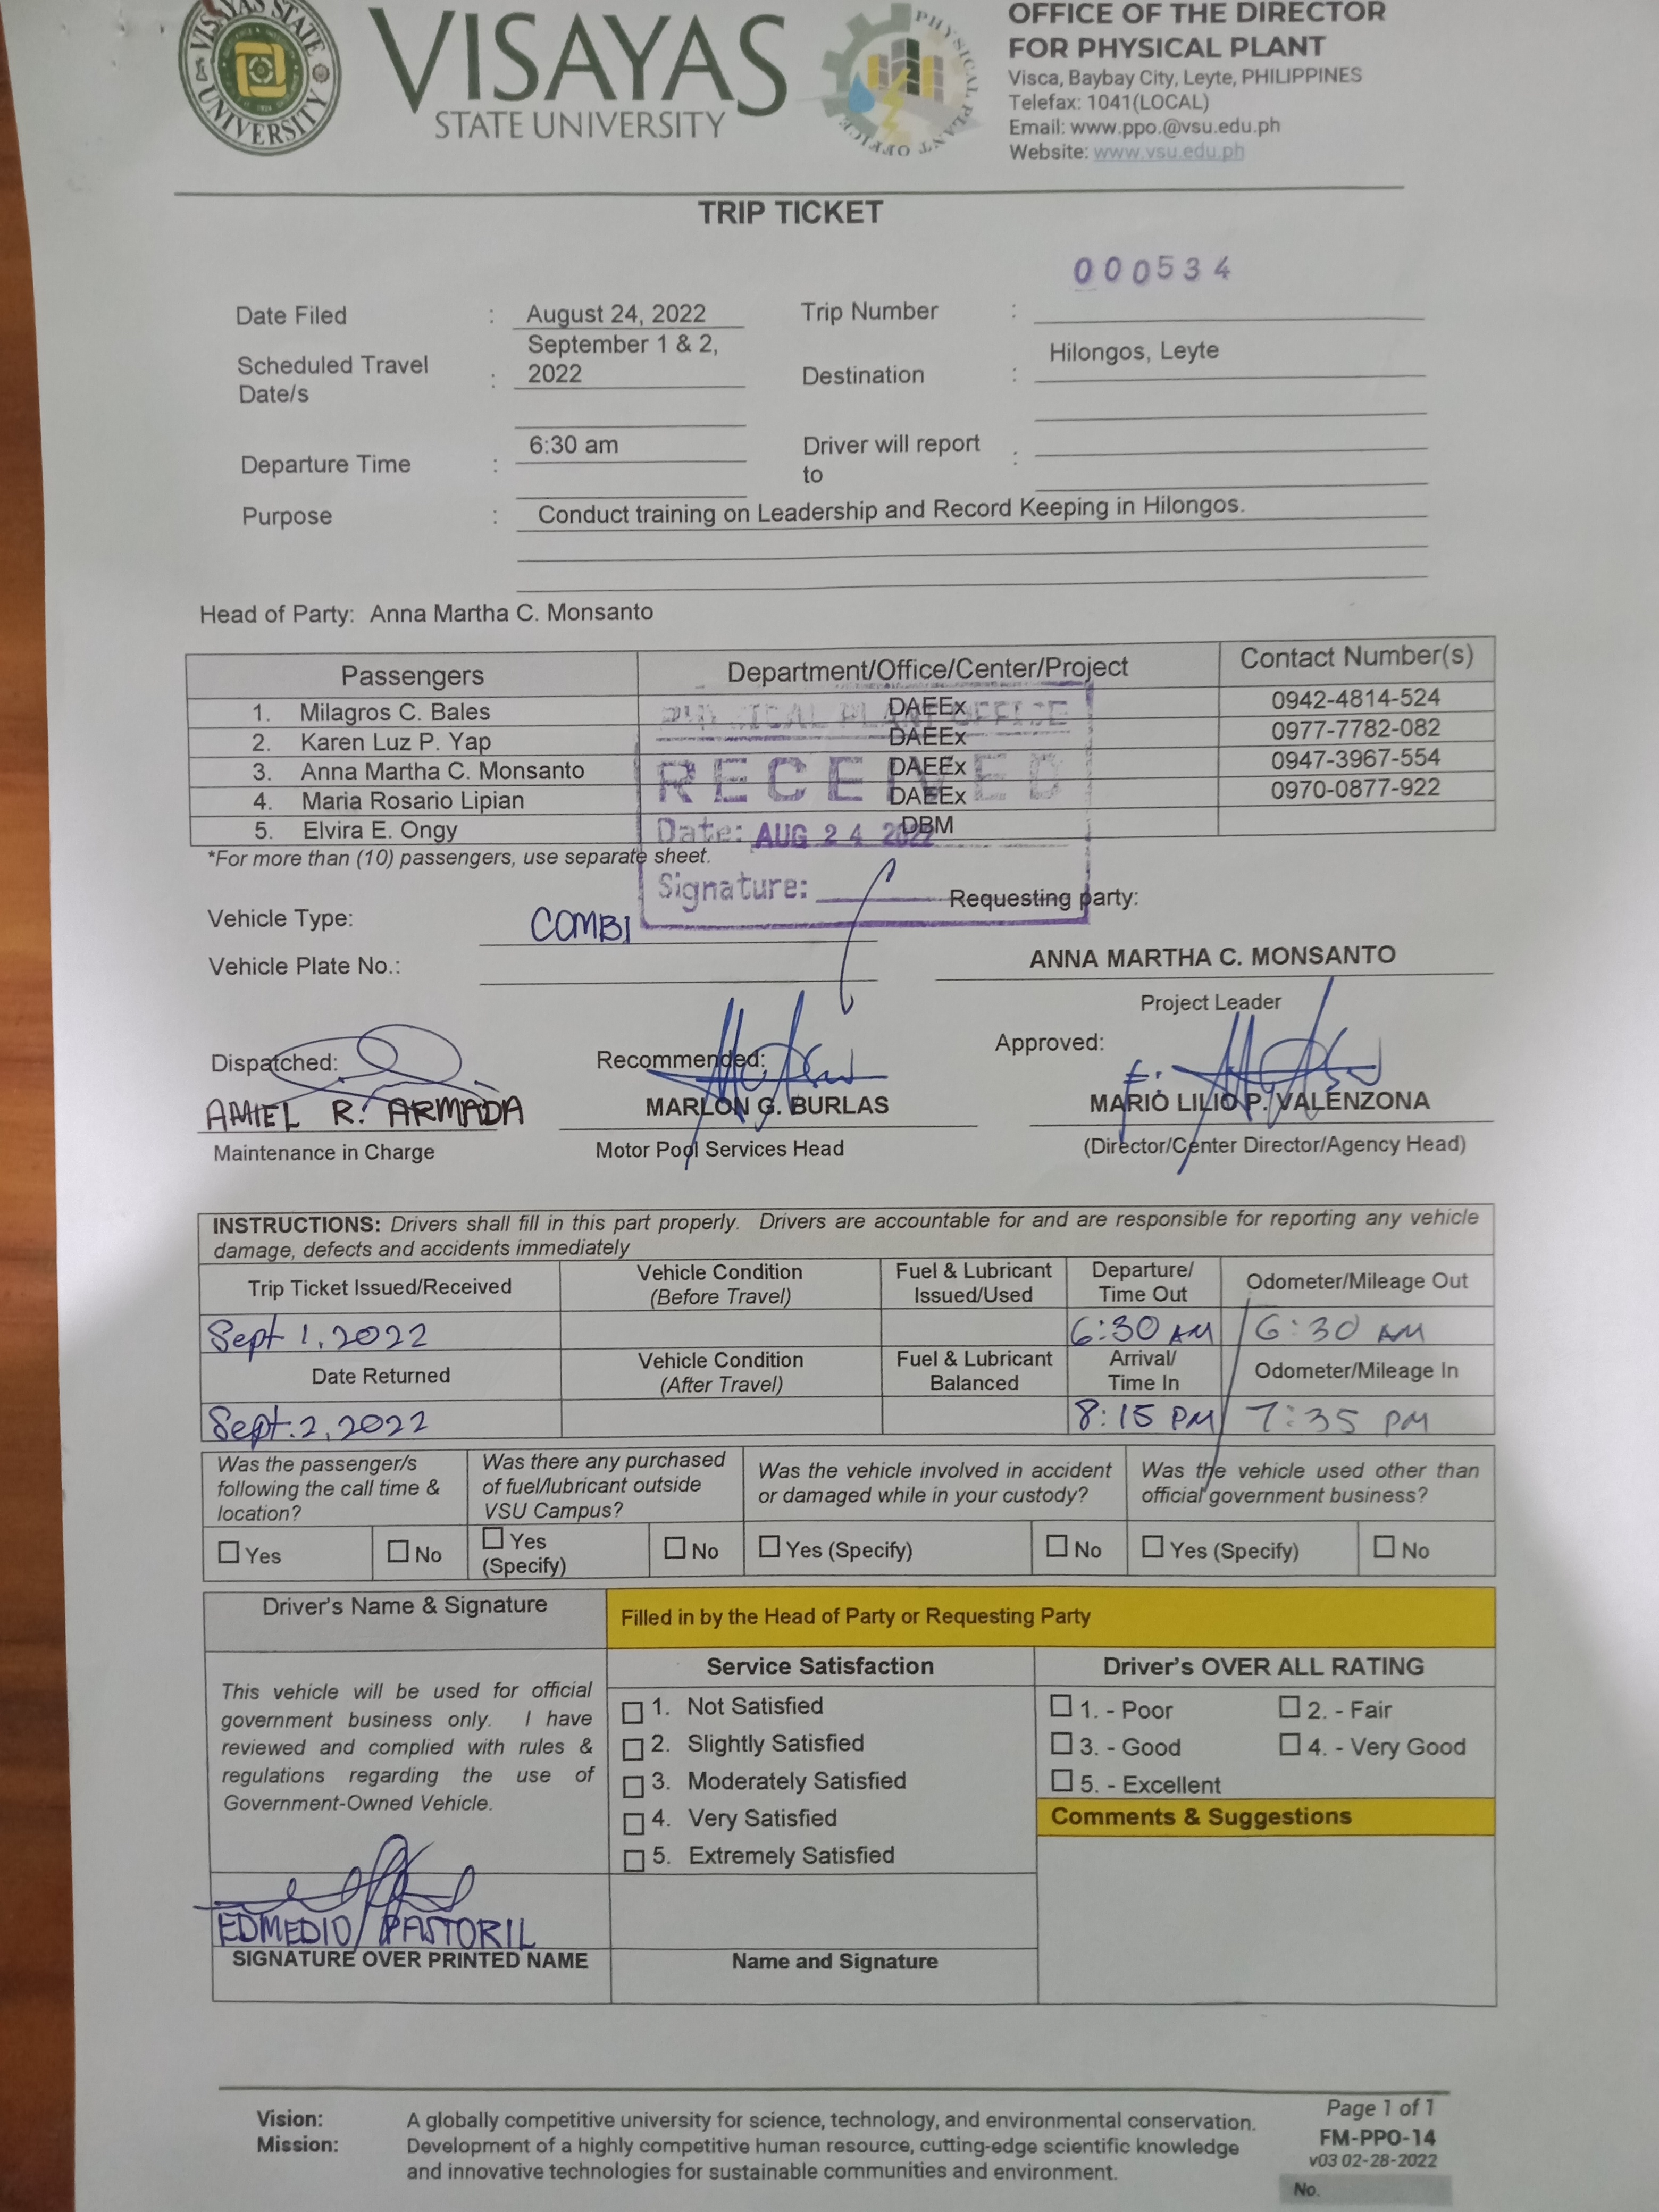 VISAYAS STATE UNIVERSITY
VISAYAS
STATE UNIVERSITY
PHYSICAL PLANT OFFICE
OFFICE OF THE DIRECTOR
FOR PHYSICAL PLANT
Visca, Baybay City, Leyte, PHILIPPINES
Telefax: 1041(LOCAL)
Email: www.ppo.@vsu.edu.ph
Website: www.vsu.edu.ph
TRIP TICKET
000534
Date Filed : August 24, 2022 Trip Number :
Scheduled Travel Date/s : September 1 & 2, 2022 Destination : Hilongos, Leyte
Departure Time : 6:30 am Driver will report to :
Purpose : Conduct training on Leadership and Record Keeping in Hilongos.
Head of Party: Anna Martha C. Monsanto
Passengers Department/Office/Center/Project Contact Number(s)
1. Milagros C. Bales DAEEx 0942-4814-524
2. Karen Luz P. Yap DAEEx 0977-7782-082
3. Anna Martha C. Monsanto DAEEx 0947-3967-554
4. Maria Rosario Lipian DAEEx 0970-0877-922
5. Elvira E. Ongy DBM
PHYSICAL PLANT OFFICE
RECEIVED
Date: AUG 24 2022
Signature:
*For more than (10) passengers, use separate sheet.
Requesting party:
Vehicle Type: COMBI
Vehicle Plate No.:
ANNA MARTHA C. MONSANTO
Project Leader
Dispatched: Recommended: Approved:
AMIEL R. ARMADA MARLON G. BURLAS MARIO LILIO P. VALENZONA
Maintenance in Charge Motor Pool Services Head (Director/Center Director/Agency Head)
INSTRUCTIONS: Drivers shall fill in this part properly. Drivers are accountable for and are responsible for reporting any vehicle
damage, defects and accidents immediately
Trip Ticket Issued/Received Vehicle Condition (Before Travel) Fuel & Lubricant Issued/Used Departure/ Time Out Odometer/Mileage Out
Sept 1, 2022 6:30 AM 6:30 AM
Date Returned Vehicle Condition (After Travel) Fuel & Lubricant Balanced Arrival/ Time In Odometer/Mileage In
Sept. 2, 2022 8:15 PM 7:35 PM
Was the passenger/s following the call time & location? Was there any purchased of fuel/lubricant outside VSU Campus? Was the vehicle involved in accident or damaged while in your custody? Was the vehicle used other than official government business?
Yes No Yes (Specify) No Yes (Specify) No Yes (Specify) No
Driver's Name & Signature Filled in by the Head of Party or Requesting Party
This vehicle will be used for official
government business only. I have
reviewed and complied with rules &
regulations regarding the use of
Government-Owned Vehicle.
Service Satisfaction
1. Not Satisfied
2. Slightly Satisfied
3. Moderately Satisfied
4. Very Satisfied
5. Extremely Satisfied
Driver's OVER ALL RATING
1. - Poor 2. - Fair
3. - Good 4. - Very Good
5. - Excellent
Comments & Suggestions
EDMEDIO PASTORIL
SIGNATURE OVER PRINTED NAME Name and Signature
Vision: A globally competitive university for science, technology, and environmental conservation.
Mission: Development of a highly competitive human resource, cutting-edge scientific knowledge
and innovative technologies for sustainable communities and environment.
Page 1 of 1
FM-PPO-14
v03 02-28-2022
No.